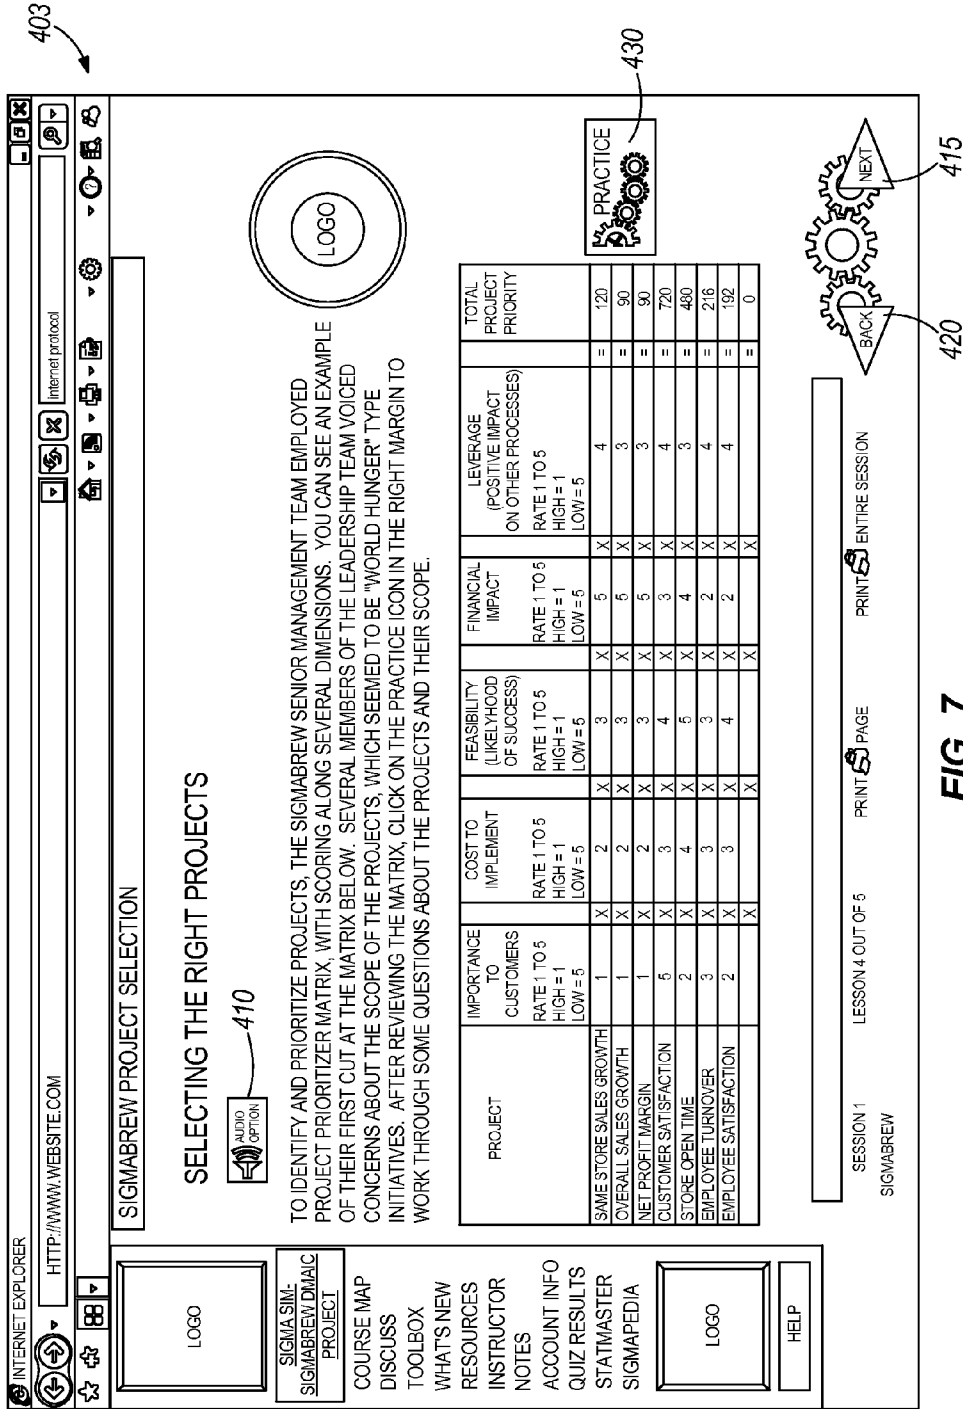 403
INTERNET EXPLORER
HTTP://WWW.WEBSITE.COM
internet protocol
LOGO
SIGMA SIM-
SIGMABREW DMAIC
PROJECT
COURSE MAP
DISCUSS
TOOLBOX
WHAT'S NEW
RESOURCES
INSTRUCTOR
NOTES
ACCOUNT INFO
QUIZ RESULTS
STATMASTER
SIGMAPEDIA
LOGO
HELP
SIGMABREW PROJECT SELECTION
SELECTING THE RIGHT PROJECTS
AUDIO
OPTION
410
LOGO
TO IDENTIFY AND PRIORITIZE PROJECTS, THE SIGMABREW SENIOR MANAGEMENT TEAM EMPLOYED
PROJECT PRIORITIZER MATRIX, WITH SCORING ALONG SEVERAL DIMENSIONS. YOU CAN SEE AN EXAMPLE
OF THEIR FIRST CUT AT THE MATRIX BELOW. SEVERAL MEMBERS OF THE LEADERSHIP TEAM VOICED
CONCERNS ABOUT THE SCOPE OF THE PROJECTS, WHICH SEEMED TO BE "WORLD HUNGER" TYPE
INITIATIVES. AFTER REVIEWING THE MATRIX, CLICK ON THE PRACTICE ICON IN THE RIGHT MARGIN TO
WORK THROUGH SOME QUESTIONS ABOUT THE PROJECTS AND THEIR SCOPE.
PROJECT
IMPORTANCE
TO
CUSTOMERS
RATE 1 TO 5
HIGH = 1
LOW = 5
COST TO
IMPLEMENT
RATE 1 TO 5
HIGH = 1
LOW = 5
FEASIBILITY
(LIKELYHOOD
OF SUCCESS)
RATE 1 TO 5
HIGH = 1
LOW = 5
FINANCIAL
IMPACT
RATE 1 TO 5
HIGH = 1
LOW = 5
LEVERAGE
(POSITIVE IMPACT
ON OTHER PROCESSES)
RATE 1 TO 5
HIGH = 1
LOW = 5
TOTAL
PROJECT
PRIORITY
SAME STORE SALES GROWTH 1 X 2 X 3 X 5 X 4 = 120
OVERALL SALES GROWTH 1 X 2 X 3 X 5 X 3 = 90
NET PROFIT MARGIN 1 X 2 X 3 X 5 X 3 = 90
CUSTOMER SATISFACTION 5 X 3 X 4 X 3 X 4 = 720
STORE OPEN TIME 2 X 4 X 5 X 4 X 3 = 480
EMPLOYEE TURNOVER 3 X 3 X 3 X 2 X 4 = 216
EMPLOYEE SATISFACTION 2 X 3 X 4 X 2 X 4 = 192
X X X X = 0
PRACTICE
430
BACK
NEXT
420
415
SESSION 1 LESSON 4 OUT OF 5 PRINT PAGE PRINT ENTIRE SESSION
SIGMABREW
FIG. 7